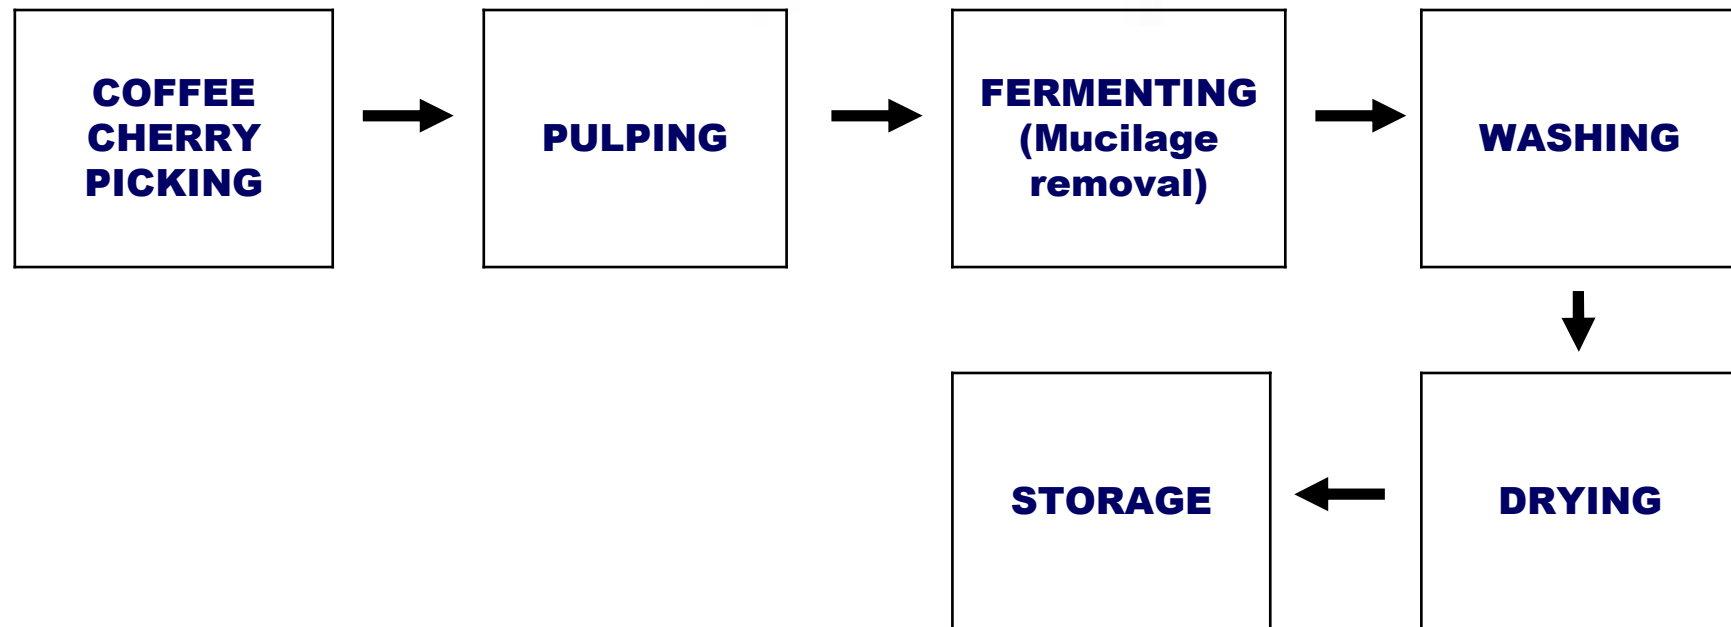 COFFEE
CHERRY
PICKING
PULPING
FERMENTING
(Mucilage
removal)
WASHING
DRYING
STORAGE